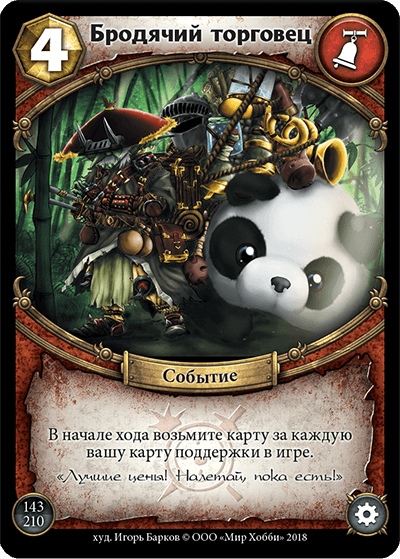 4
Бродячий торговец
Событие
В начале хода возьмите карту за каждую
вашу карту поддержки в игре.
«Лучшие цены! Налетай, пока есть!»
143
210
худ. Игорь Барков © ООО «Мир Хобби» 2018